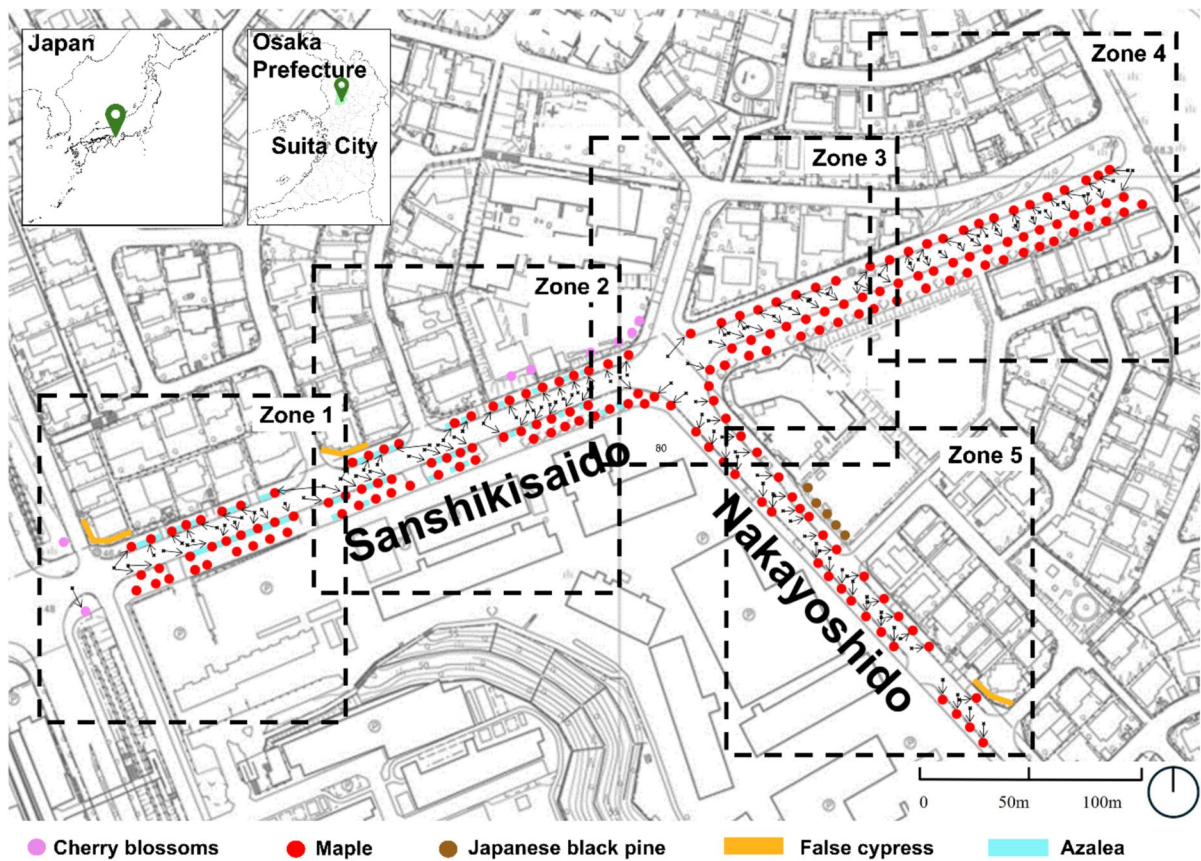 Japan
Osaka
Prefecture
Suita City
Zone 4
Zone 3
Zone 2
Zone 1
Zone 5
80
Sanshikisaido
Nakayoshido
0
50m
100m
Cherry blossoms
Maple
Japanese black pine
False cypress
Azalea